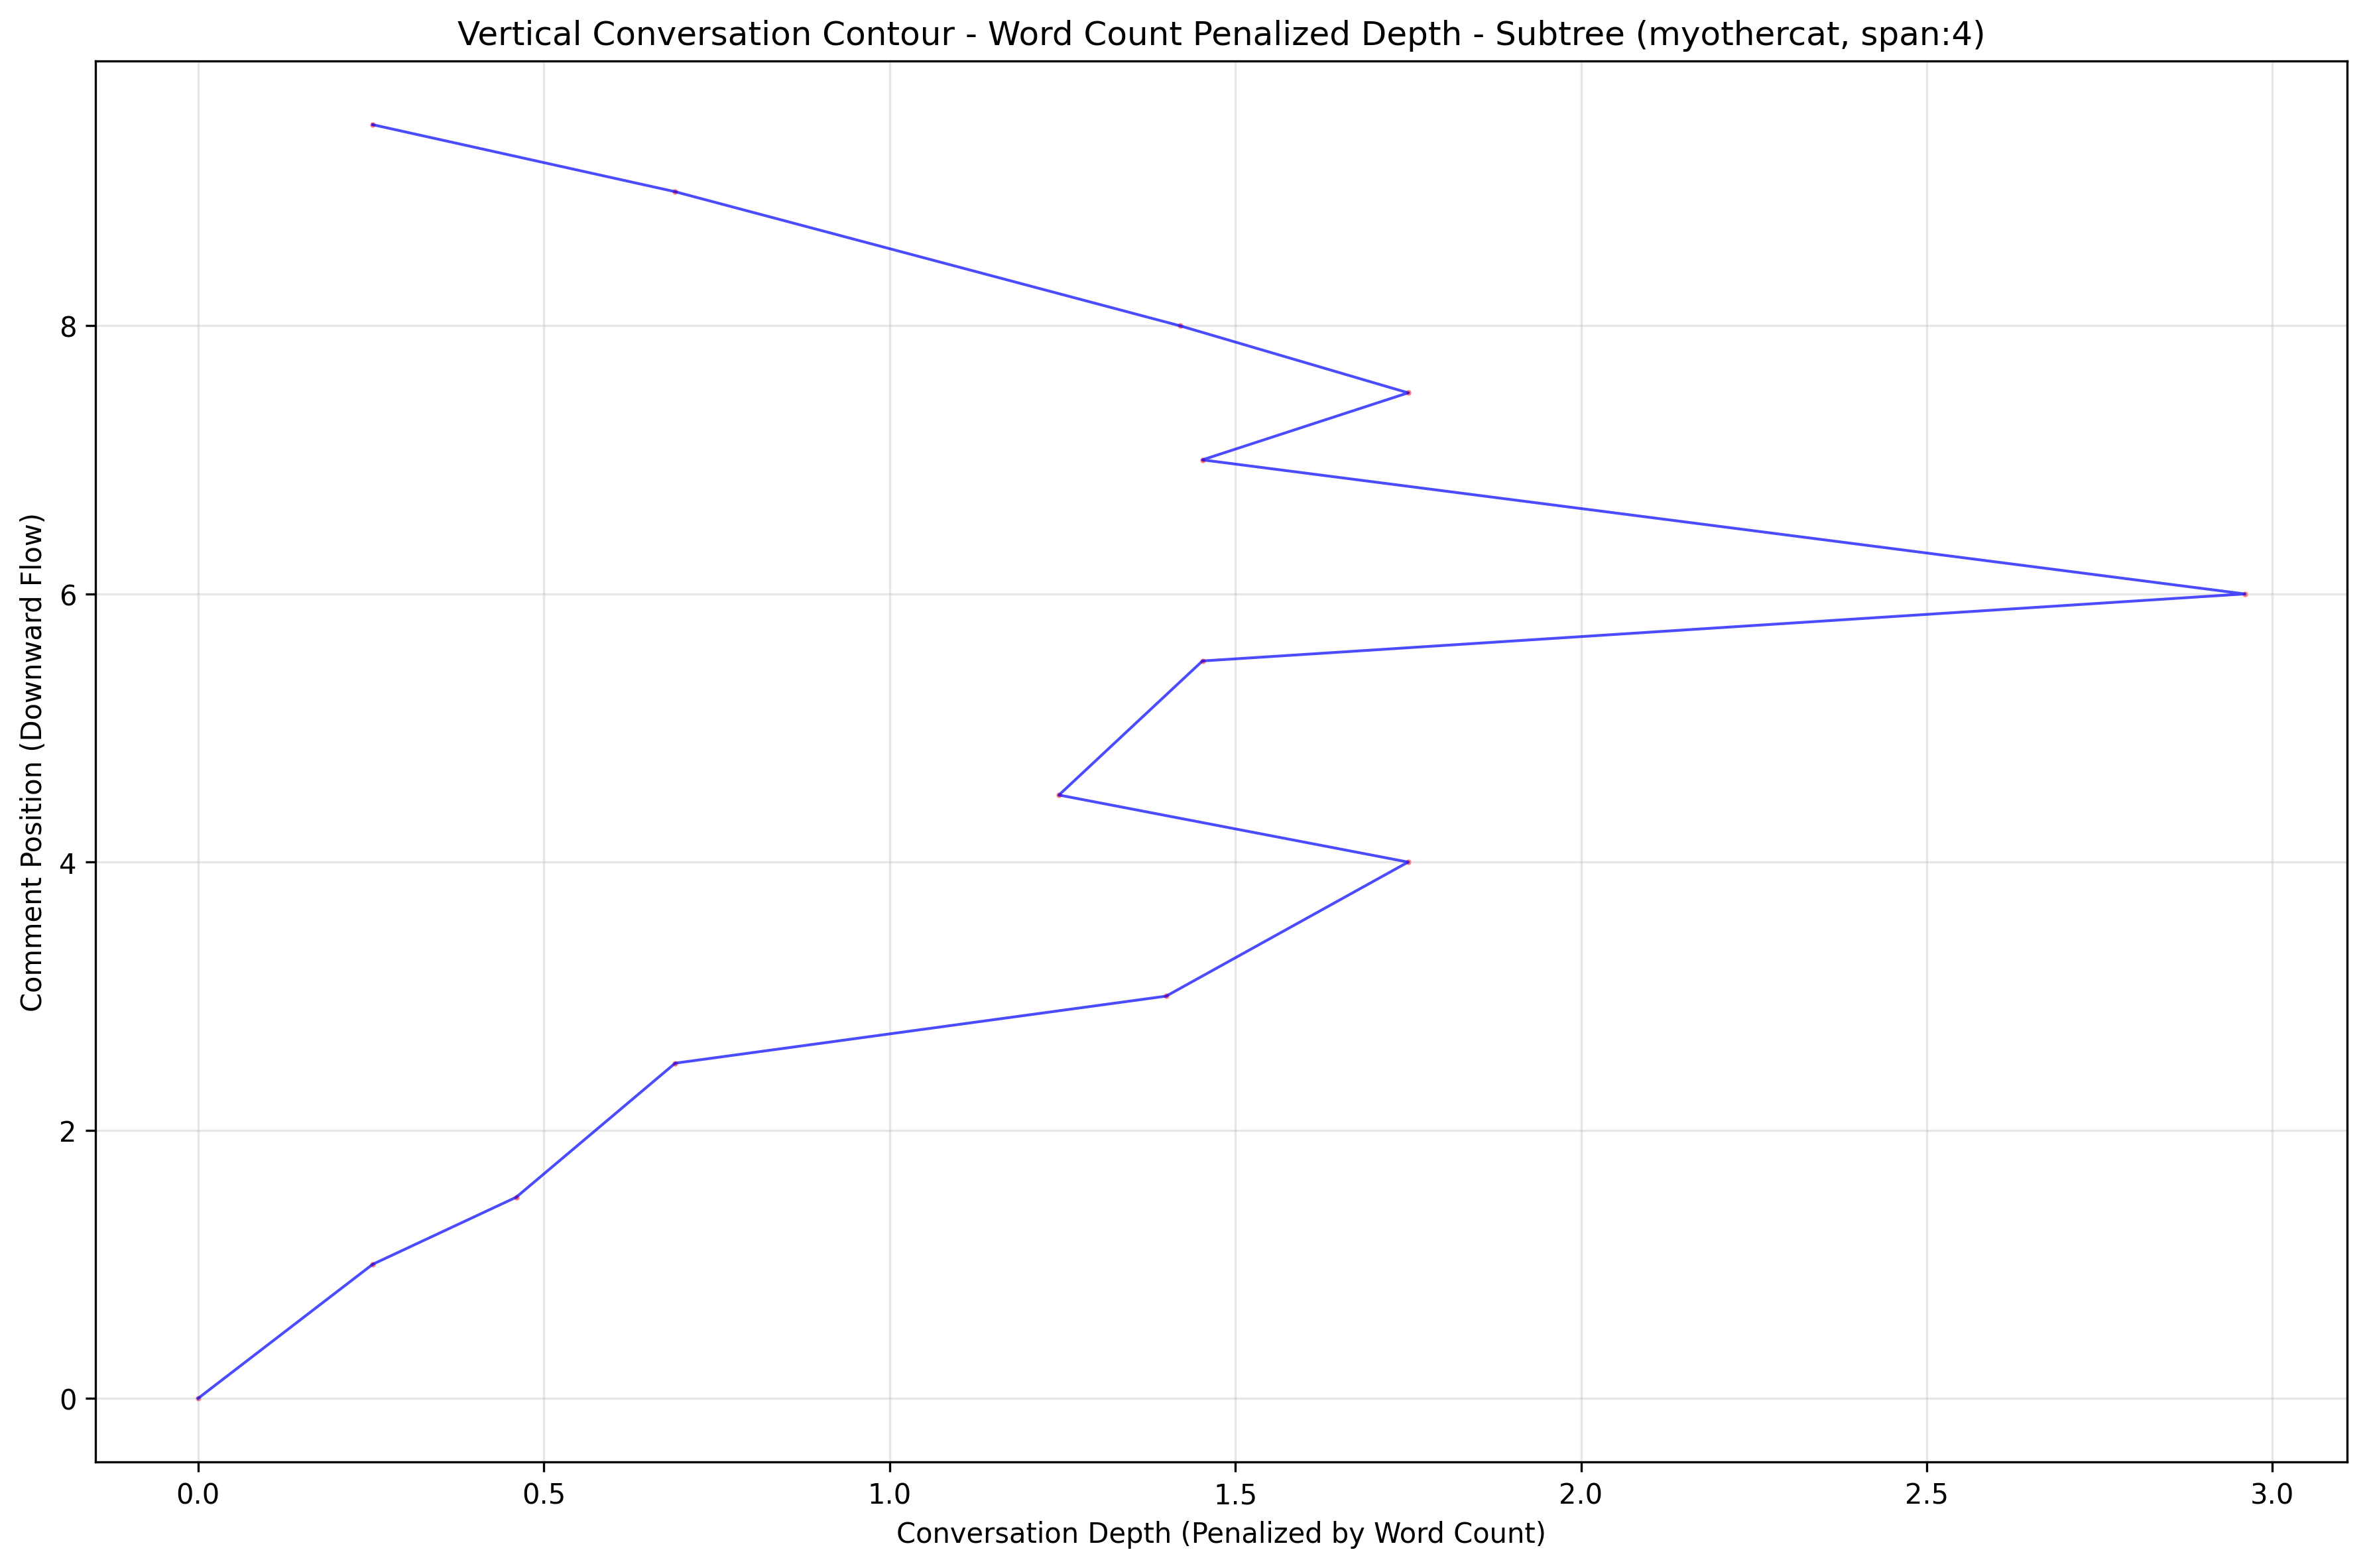 Vertical Conversation Contour - Word Count Penalized Depth - Subtree (myothercat, span:4)
Comment Position (Downward Flow)
8
6
4
2
0
0.0 0.5 1.0 1.5 2.0 2.5 3.0
Conversation Depth (Penalized by Word Count)